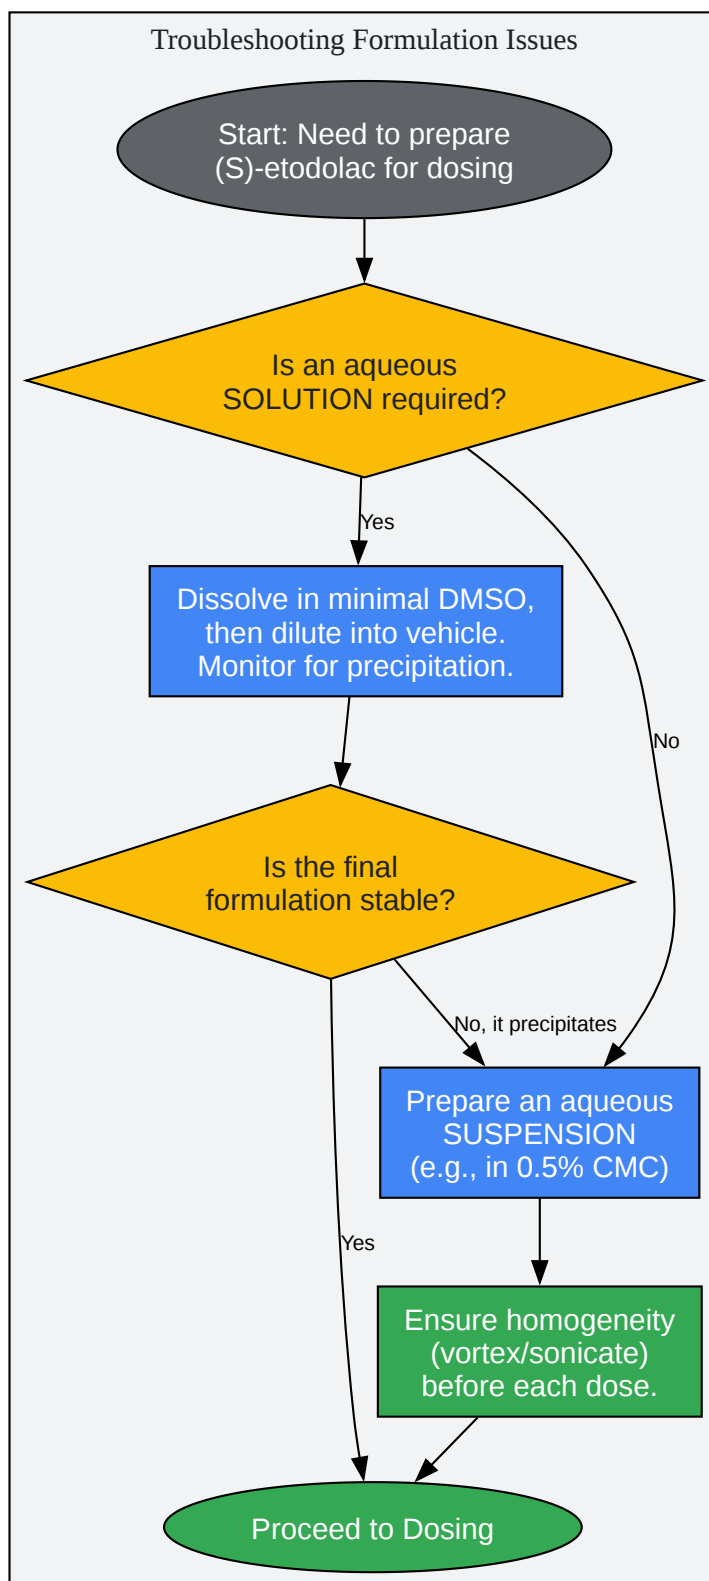 Troubleshooting Formulation Issues
Start: Need to prepare
(S)-etodolac for dosing
Is an aqueous
SOLUTION required?
Yes
Dissolve in minimal DMSO,
then dilute into vehicle.
Monitor for precipitation.
No
Is the final
formulation stable?
No, it precipitates
Prepare an aqueous
SUSPENSION
(e.g., in 0.5% CMC)
Yes
Ensure homogeneity
(vortex/sonicate)
before each dose.
Proceed to Dosing